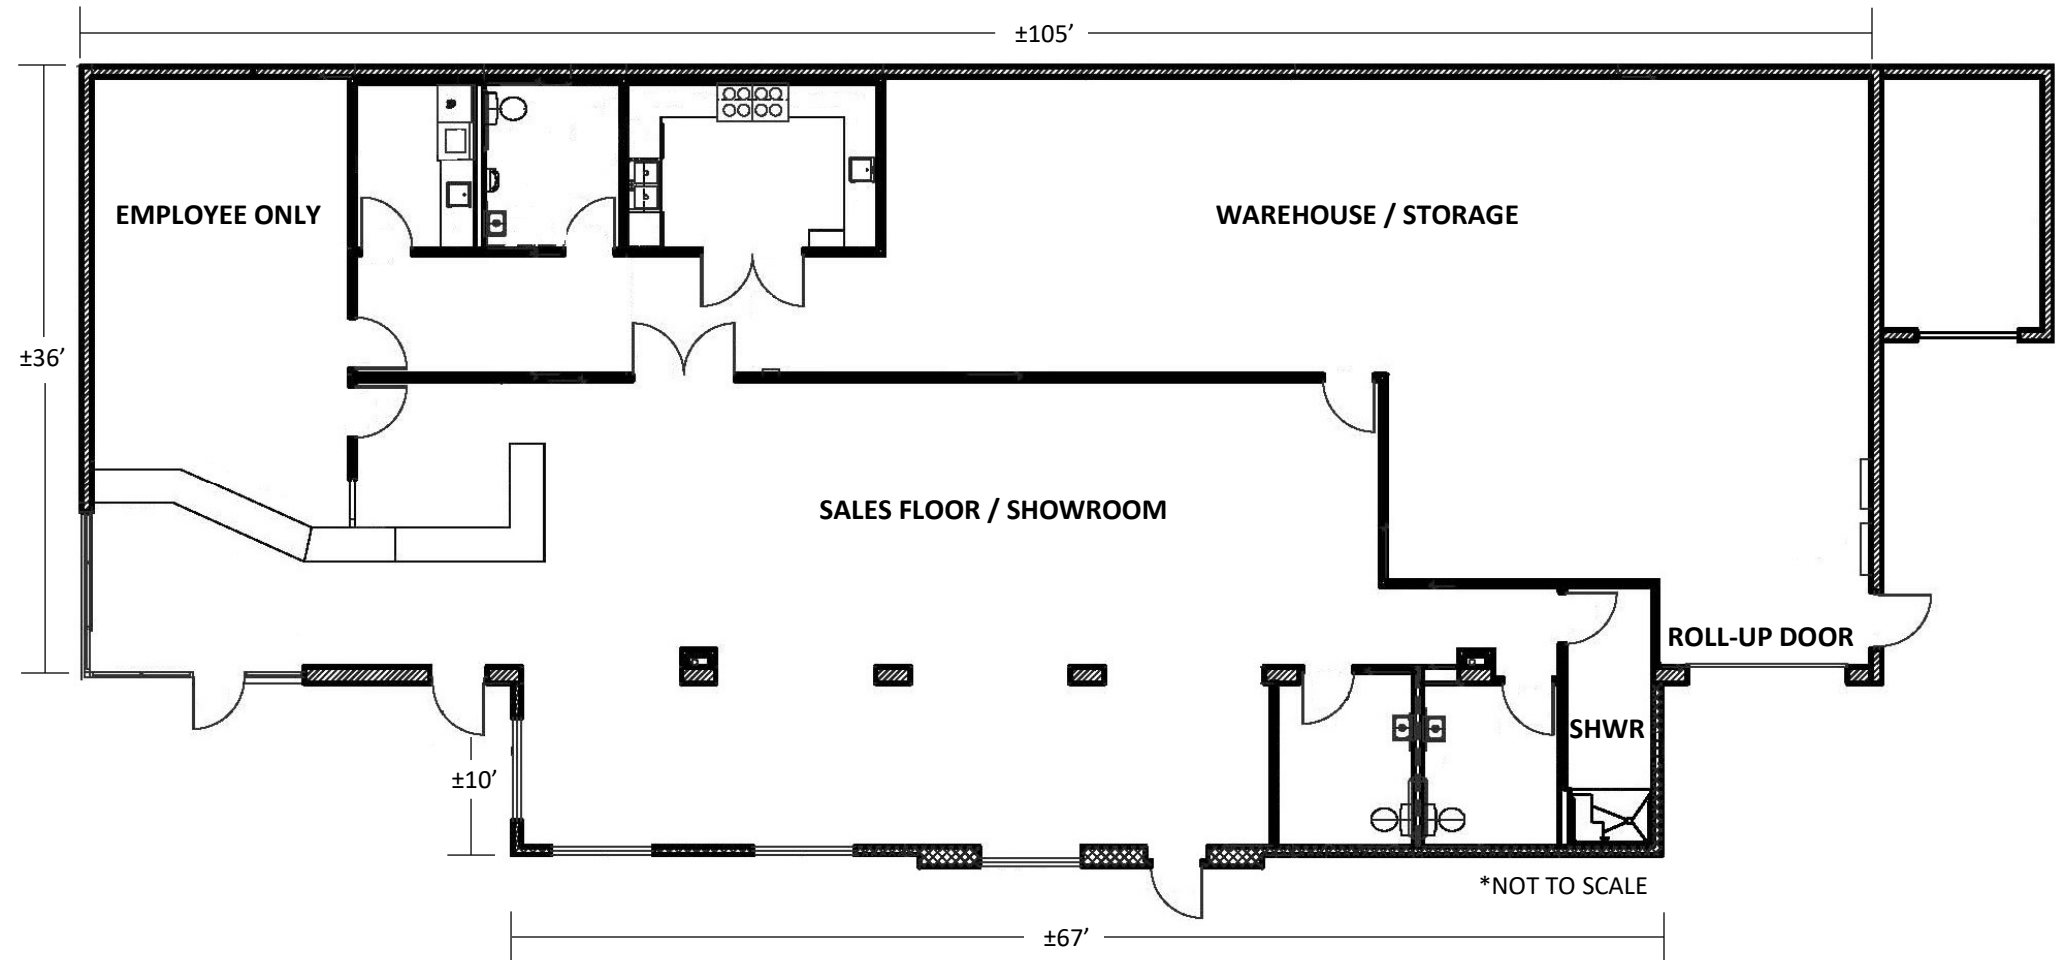 ±105’
EMPLOYEE ONLY
WAREHOUSE / STORAGE
±36’
SALES FLOOR / SHOWROOM
ROLL-UP DOOR
SHWR
±10’
*NOT TO SCALE
±67’